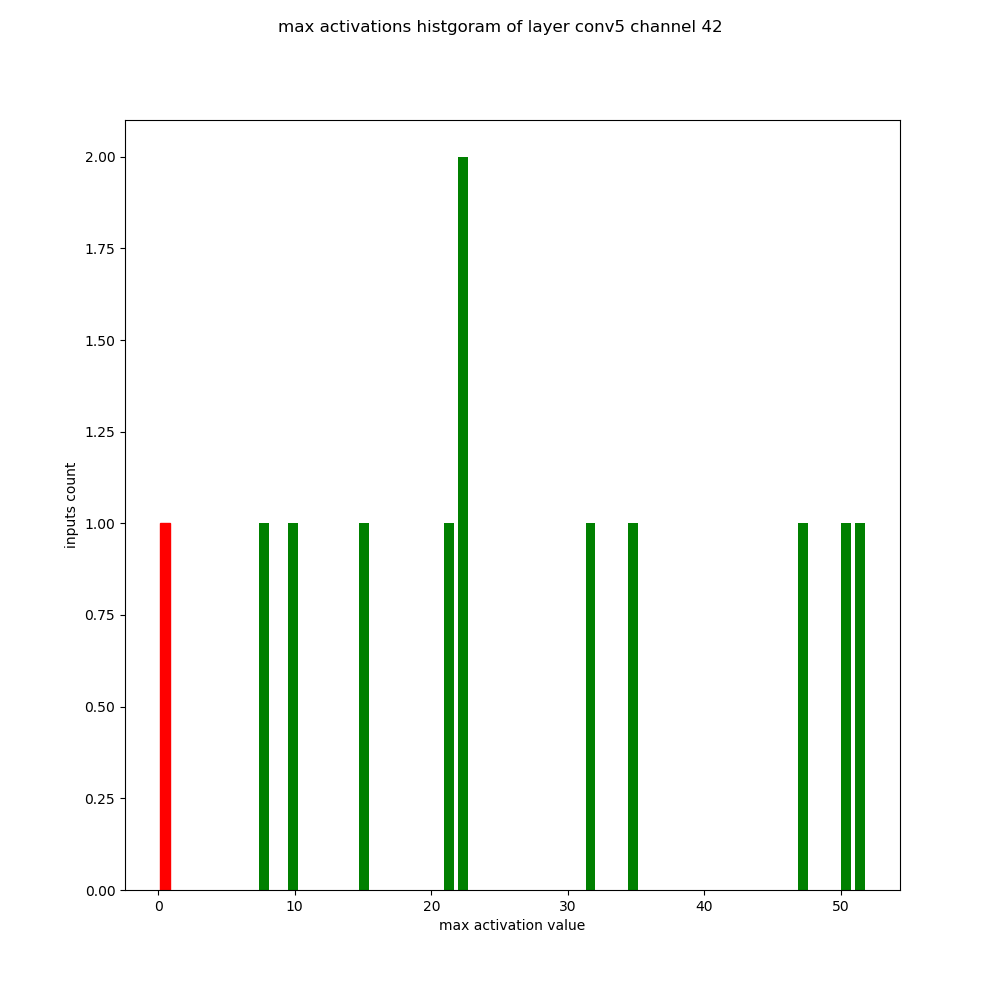 max activations histgoram of layer conv5 channel 42
2.00
1.75
1.50
1.25
1.00
0.75
0.50
0.25
0.00
inputs count
0 10 20 30 40 50
max activation value